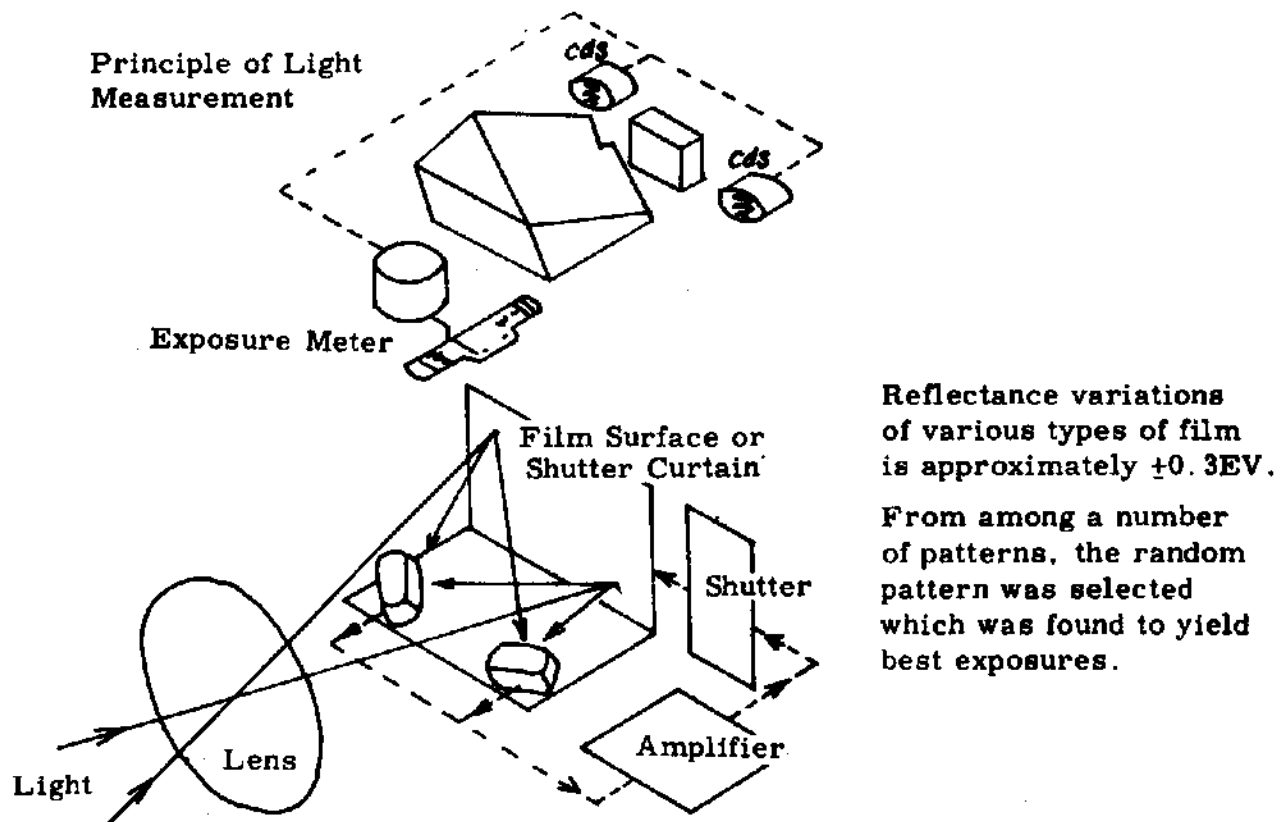 Principle of Light
Measurement
cds
cds
Exposure Meter
Film Surface or
Shutter Curtain
Reflectance variations
of various types of film
is approximately ±0.3EV.
From among a number
of patterns, the random
pattern was selected
which was found to yield
best exposures.
Shutter
Amplifier
Lens
Light